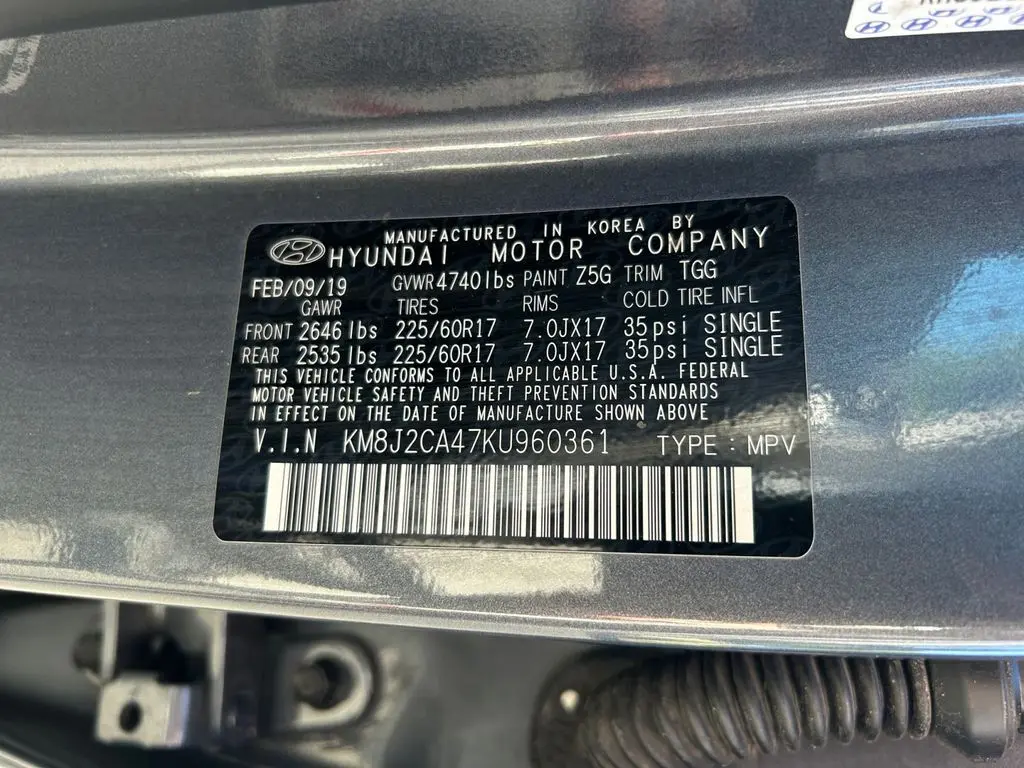 MANUFACTURED IN KOREA BY
HYUNDAI MOTOR COMPANY
FEB/09/19 GVWR 4740lbs PAINT Z5G TRIM TGG
GAWR TIRES RIMS COLD TIRE INFL
FRONT 2646 lbs 225/60R17 7.0JX17 35psi SINGLE
REAR 2535 lbs 225/60R17 7.0JX17 35psi SINGLE
THIS VEHICLE CONFORMS TO ALL APPLICABLE U.S.A. FEDERAL
MOTOR VEHICLE SAFETY AND THEFT PREVENTION STANDARDS
IN EFFECT ON THE DATE OF MANUFACTURE SHOWN ABOVE
V.I.N KM8J2CA47KU960361 TYPE : MPV